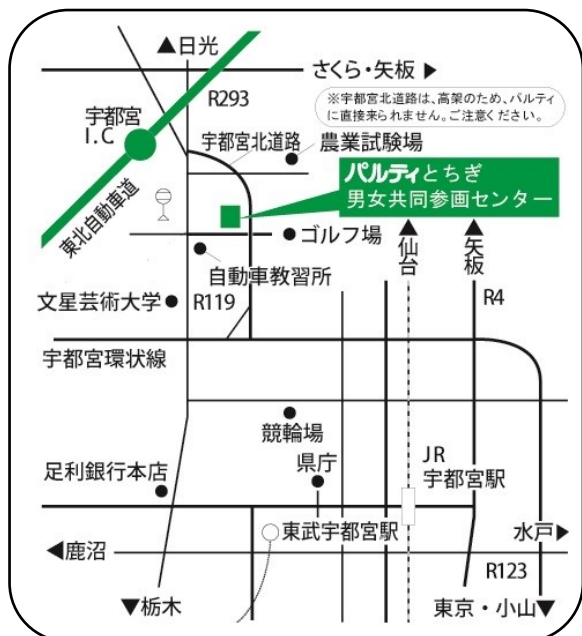 ▲日光
さくら・矢板▶
R293
※宇都宮北道路は、高架のため、パルティ
に直接来られません。ご注意ください。
宇都宮
I.C
宇都宮北道路
農業試験場
パルティとちぎ
男女共同参画センター
東北自動車道
ゴルフ場
▲仙台
▲矢板
自動車教習所
文星芸術大学
R119
R4
宇都宮環状線
競輪場
JR
宇都宮駅
県庁
足利銀行本店
東武宇都宮駅
水戸▶
◀鹿沼
R123
▼栃木
東京・小山▼